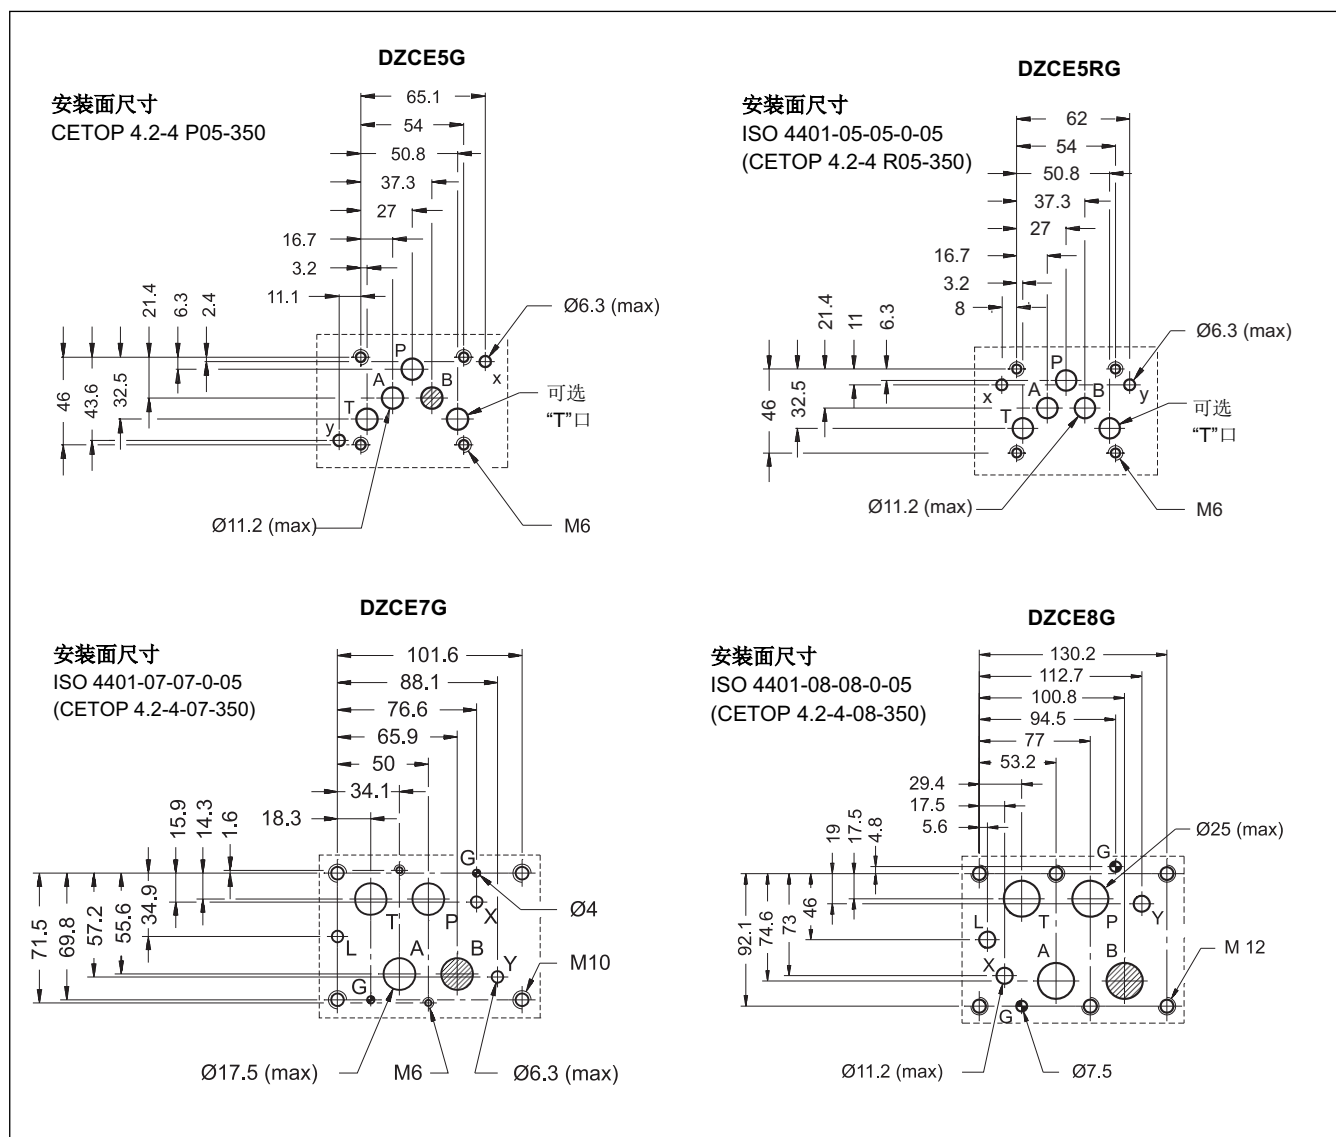 DZCE5G
安装面尺寸
CETOP 4.2-4 P05-350
65.1
54
50.8
37.3
27
16.7
3.2
11.1
21.4
6.3
2.4
46
43.6
32.5
Ø6.3 (max)
P
x
A
B
T
y
可选
“T”口
Ø11.2 (max)
M6
DZCE5RG
安装面尺寸
ISO 4401-05-05-0-05
(CETOP 4.2-4 R05-350)
62
54
50.8
37.3
27
16.7
3.2
8
21.4
11
6.3
46
32.5
Ø6.3 (max)
P
x
A
B
y
T
可选
“T”口
Ø11.2 (max)
M6
DZCE7G
安装面尺寸
ISO 4401-07-07-0-05
(CETOP 4.2-4-07-350)
101.6
88.1
76.6
65.9
50
34.1
18.3
15.9
14.3
1.6
71.5
69.8
57.2
55.6
34.9
G
T
P
X
L
A
B
Y
G
Ø4
M10
Ø17.5 (max)
M6
Ø6.3 (max)
DZCE8G
安装面尺寸
ISO 4401-08-08-0-05
(CETOP 4.2-4-08-350)
130.2
112.7
100.8
94.5
77
53.2
29.4
17.5
5.6
19
17.5
4.8
92.1
74.6
73
46
G
T
P
Y
L
A
B
X
G
Ø25 (max)
M 12
Ø11.2 (max)
Ø7.5